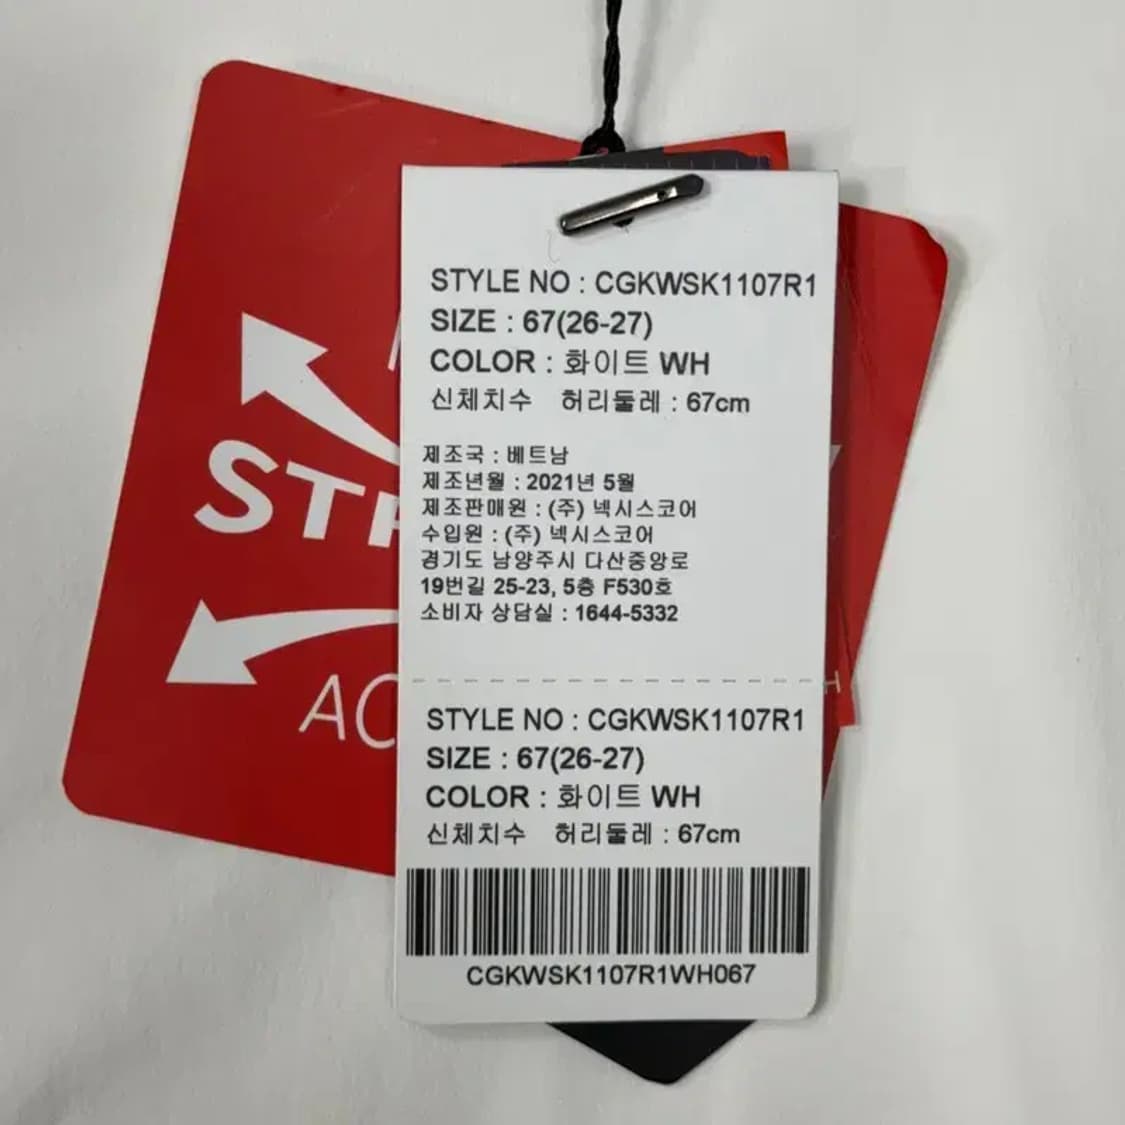 STYLE NO : CGKWSK1107R1
SIZE : 67(26-27)
COLOR : 화이트 WH
신체치수 허리둘레 : 67cm
제조국 : 베트남
제조년월 : 2021년 5월
제조판매원 : (주) 넥시스코어
수입원 : (주) 넥시스코어
경기도 남양주시 다산중앙로
19번길 25-23, 5층 F530호
소비자 상담실 : 1644-5332
STYLE NO : CGKWSK1107R1
SIZE : 67(26-27)
COLOR : 화이트 WH
신체치수 허리둘레 : 67cm
CGKWSK1107R1WH067